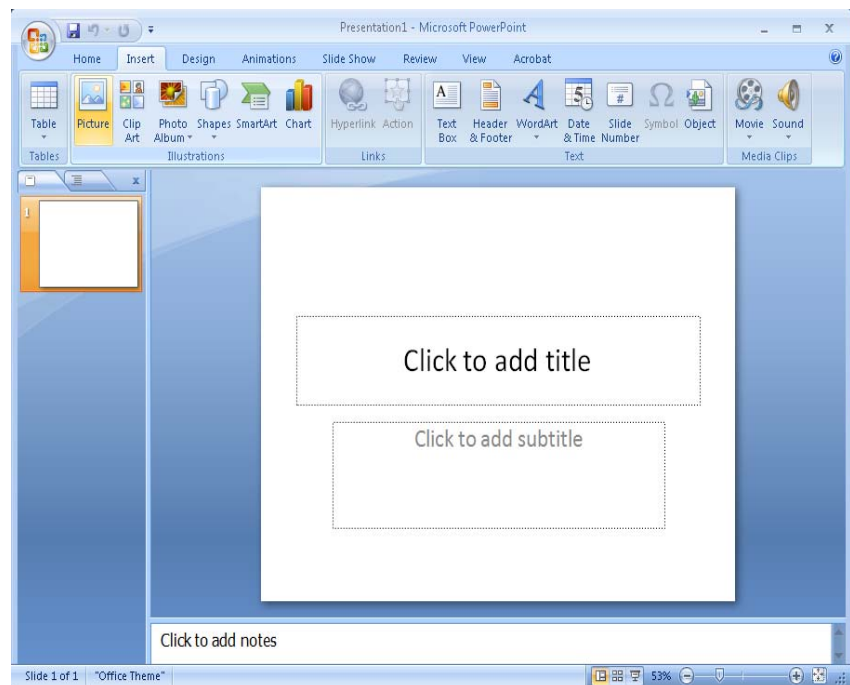 Presentation1 - Microsoft PowerPoint
Home Insert Design Animations Slide Show Review View Acrobat
Table Picture Clip Art Photo Album Shapes SmartArt Chart Hyperlink Action Text Box Header & Footer WordArt Date & Time Slide Number Symbol Object Movie Sound
Tables Illustrations Links Text Media Clips
1
Click to add title
Click to add subtitle
Click to add notes
Slide 1 of 1 "Office Theme" 53%